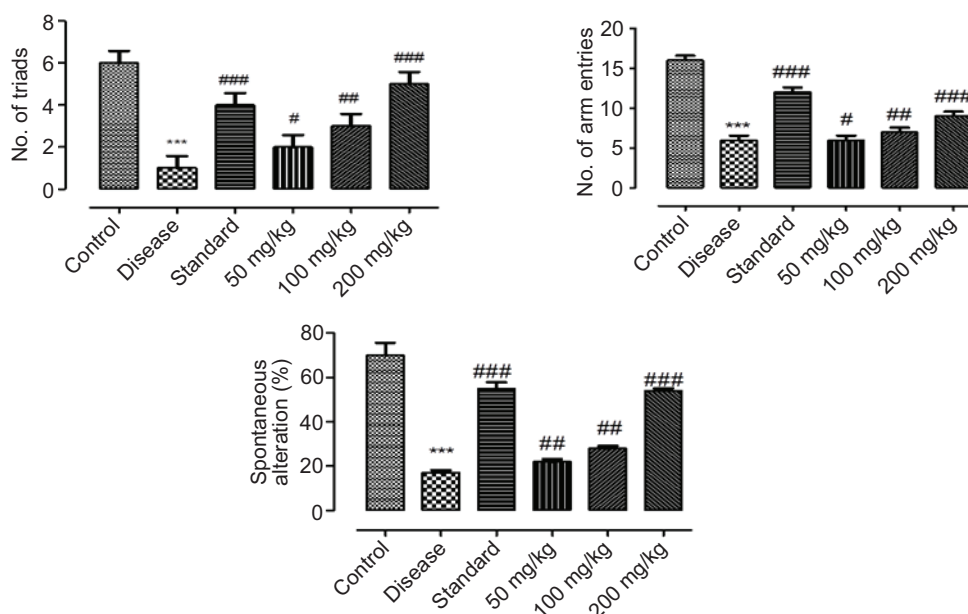 No. of triads
8
6
4
2
0
***
###
#
##
###
Control
Disease
Standard
50 mg/kg
100 mg/kg
200 mg/kg
No. of arm entries
20
15
10
5
0
***
###
#
##
###
Control
Disease
Standard
50 mg/kg
100 mg/kg
200 mg/kg
Spontaneous
alteration (%)
80
60
40
20
0
***
###
##
##
###
Control
Disease
Standard
50 mg/kg
100 mg/kg
200 mg/kg